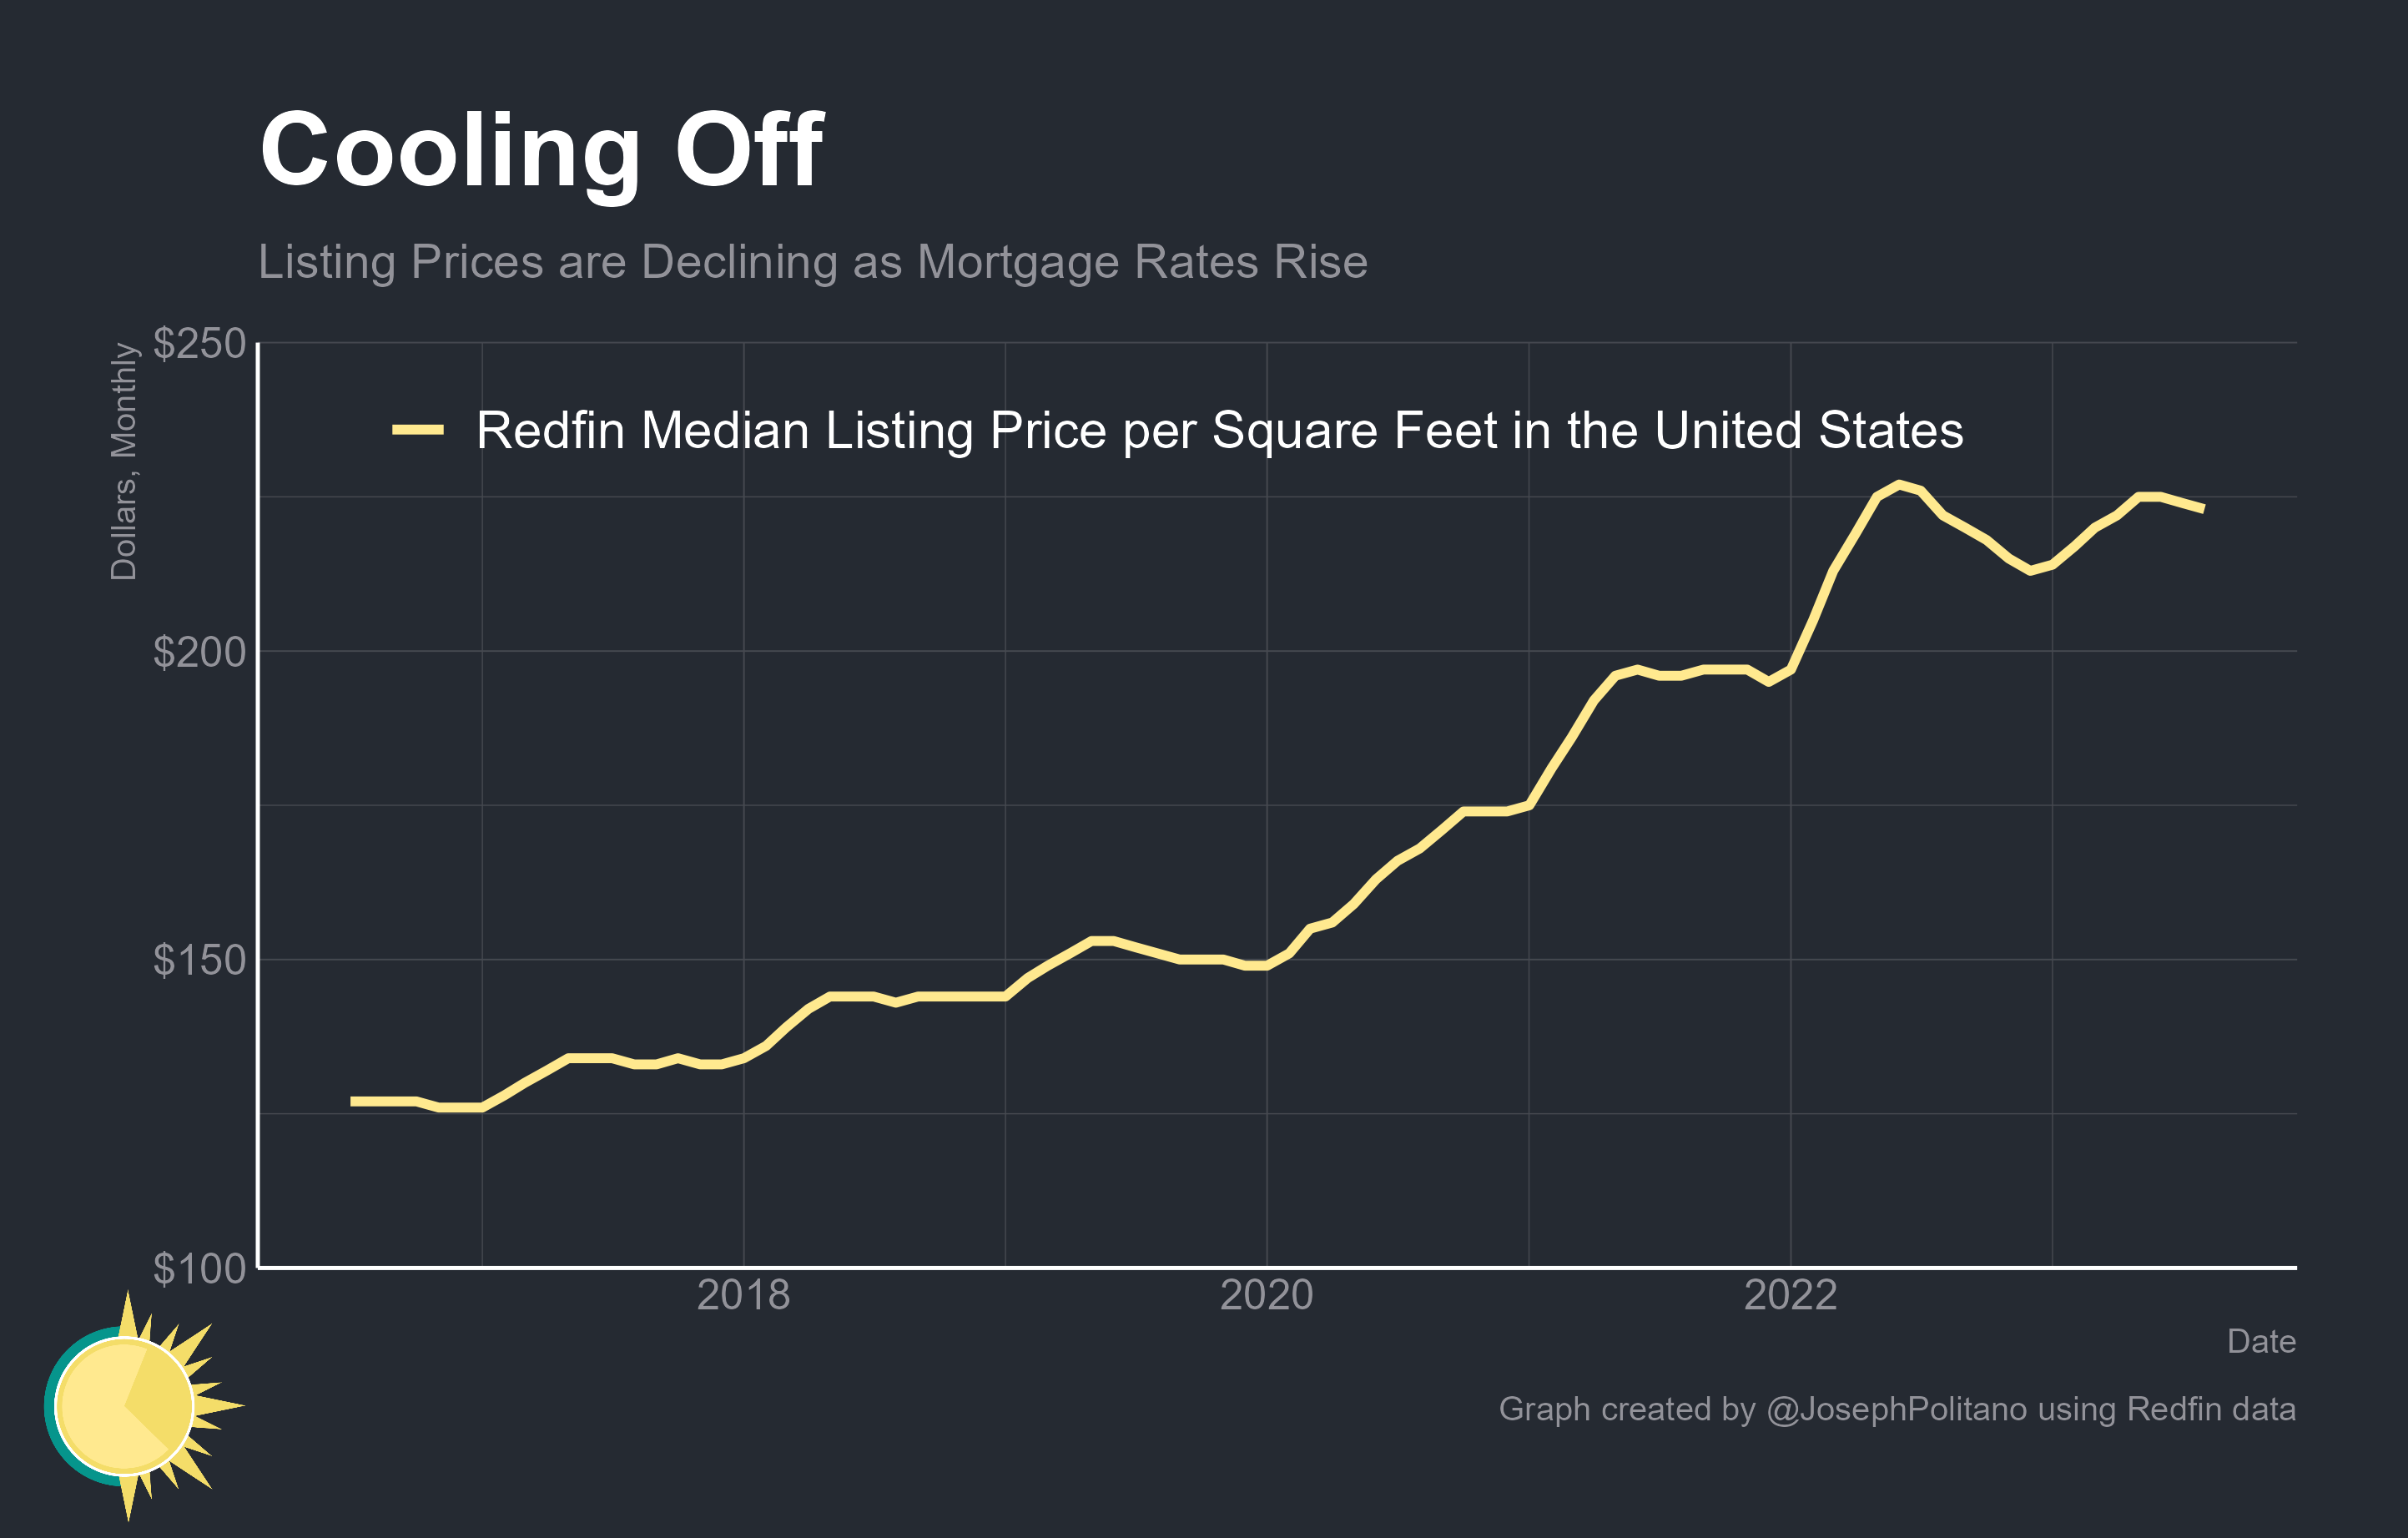 Cooling Off
Listing Prices are Declining as Mortgage Rates Rise
Dollars, Monthly
$250
Redfin Median Listing Price per Square Feet in the United States
$200
$150
$100
2018
2020
2022
Date
Graph created by @JosephPolitano using Redfin data